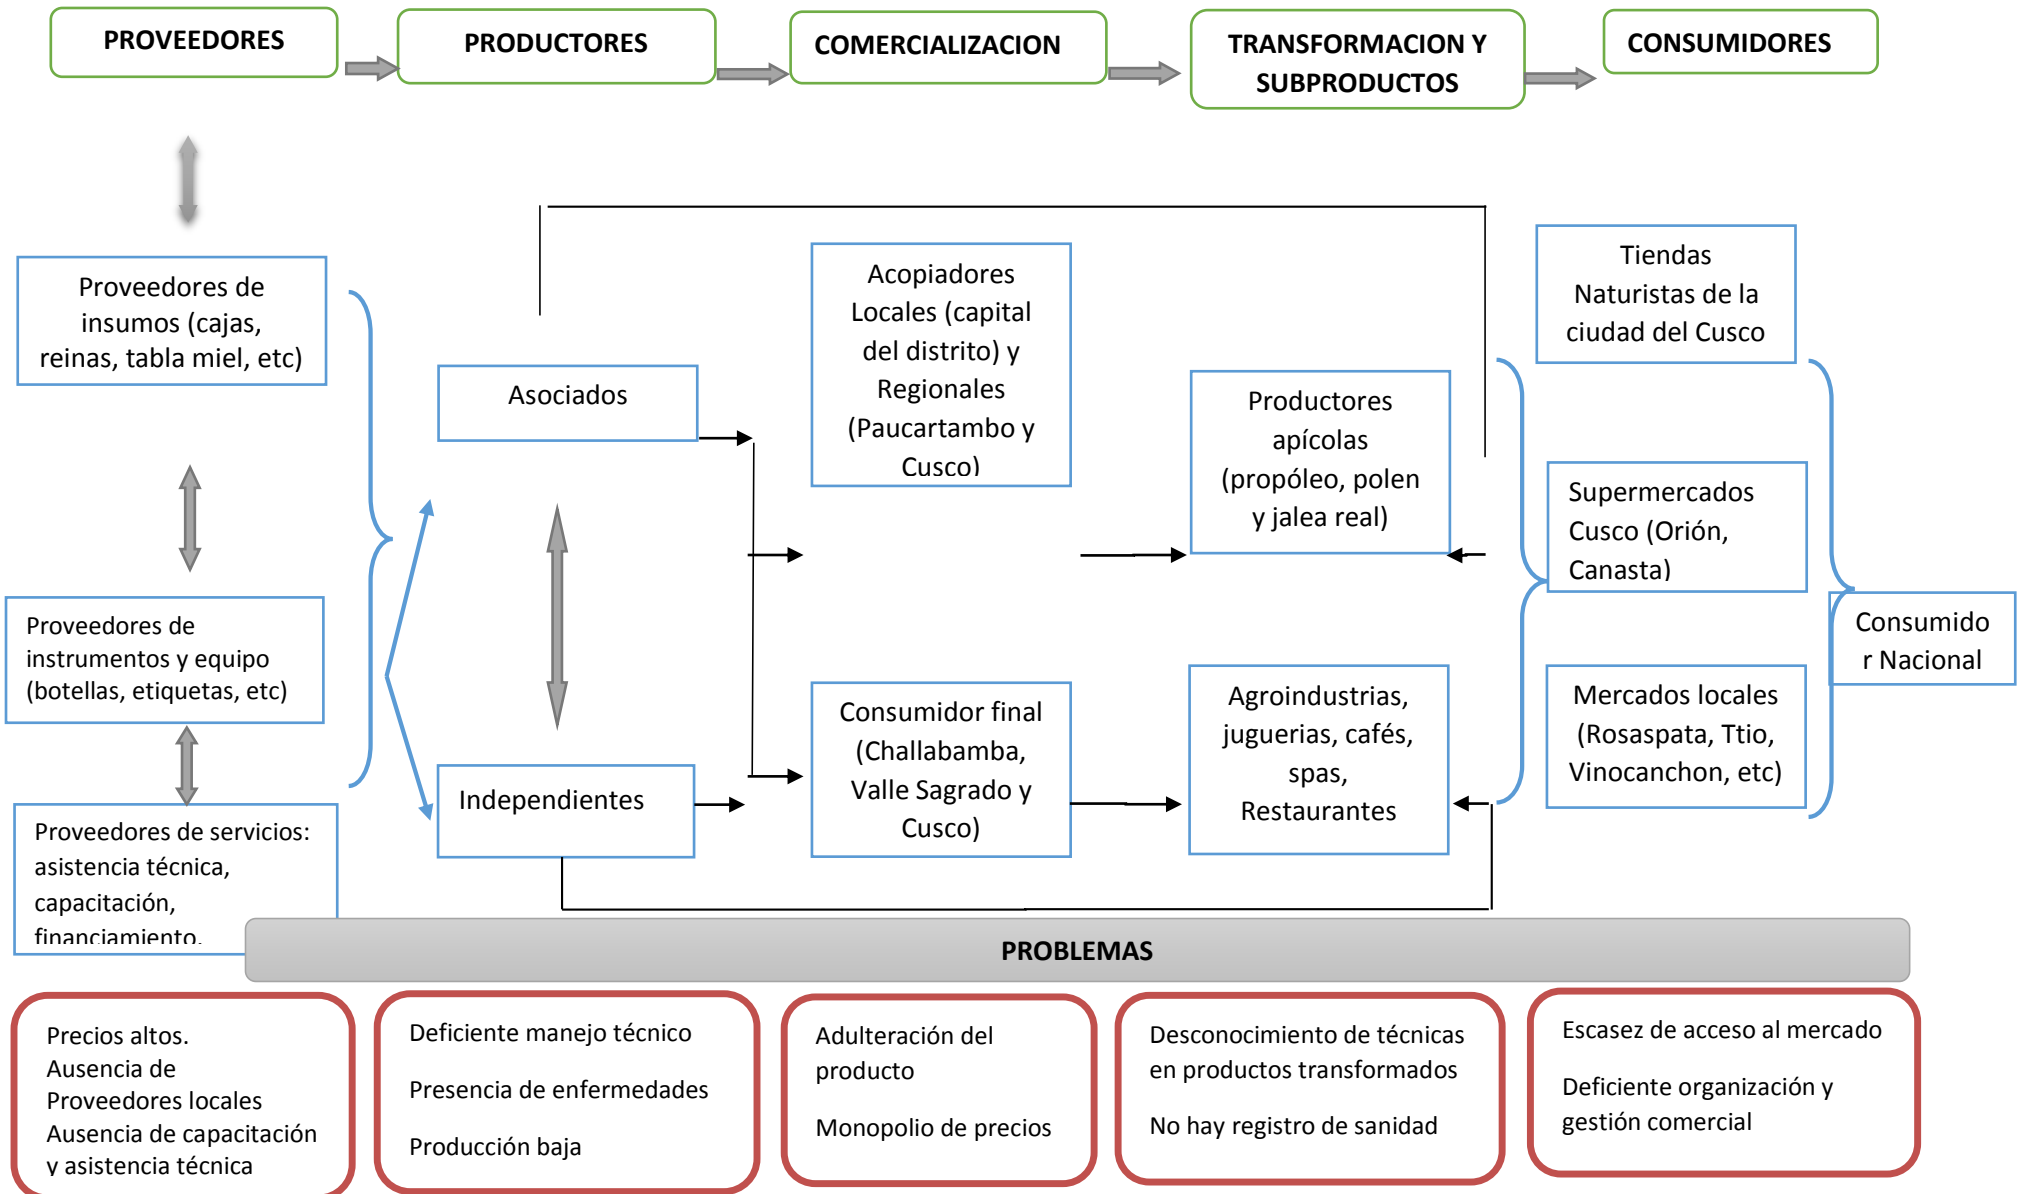 PROVEEDORES
PRODUCTORES
COMERCIALIZACION
TRANSFORMACION Y
SUBPRODUCTOS
CONSUMIDORES
Proveedores de
insumos (cajas,
reinas, tabla miel, etc)
Proveedores de
instrumentos y equipo
(botellas, etiquetas, etc)
Proveedores de servicios:
asistencia técnica,
capacitación,
financiamiento.
Asociados
Independientes
Acopiadores
Locales (capital
del distrito) y
Regionales
(Paucartambo y
Cusco)
Consumidor final
(Challabamba,
Valle Sagrado y
Cusco)
Productores
apícolas
(propóleo, polen
y jalea real)
Agroindustrias,
juguerias, cafés,
spas,
Restaurantes
Tiendas
Naturistas de la
ciudad del Cusco
Supermercados
Cusco (Orión,
Canasta)
Mercados locales
(Rosaspata, Ttio,
Vinocanchon, etc)
Consumido
r Nacional
PROBLEMAS
Precios altos.
Ausencia de
Proveedores locales
Ausencia de capacitación
y asistencia técnica
Deficiente manejo técnico
Presencia de enfermedades
Producción baja
Adulteración del
producto
Monopolio de precios
Desconocimiento de técnicas
en productos transformados
No hay registro de sanidad
Escasez de acceso al mercado
Deficiente organización y
gestión comercial